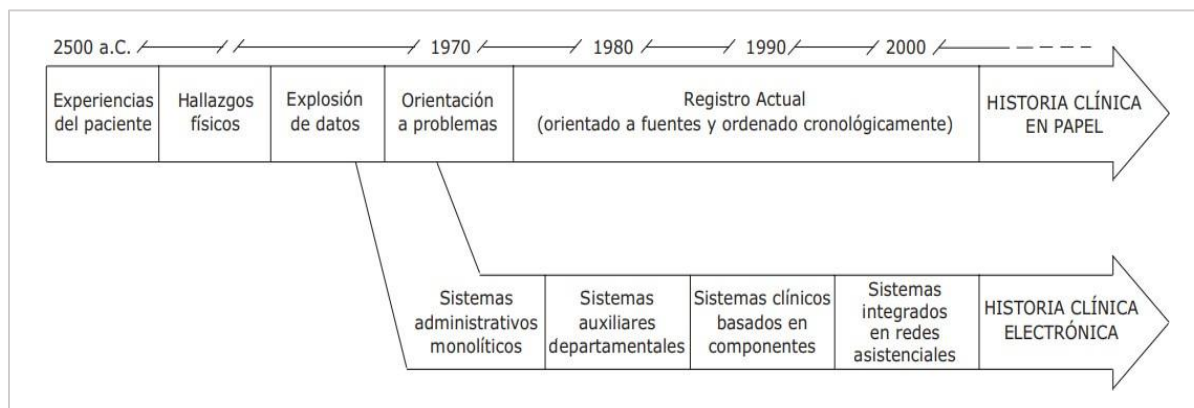 2500 a.C.
1970
1980
1990
2000
Experiencias
del paciente
Hallazgos
físicos
Explosión
de datos
Orientación
a problemas
Registro Actual
(orientado a fuentes y ordenado cronológicamente)
HISTORIA CLÍNICA
EN PAPEL
Sistemas
administrativos
monolíticos
Sistemas
auxiliares
departamentales
Sistemas clínicos
basados en
componentes
Sistemas
integrados
en redes
asistenciales
HISTORIA CLÍNICA
ELECTRÓNICA